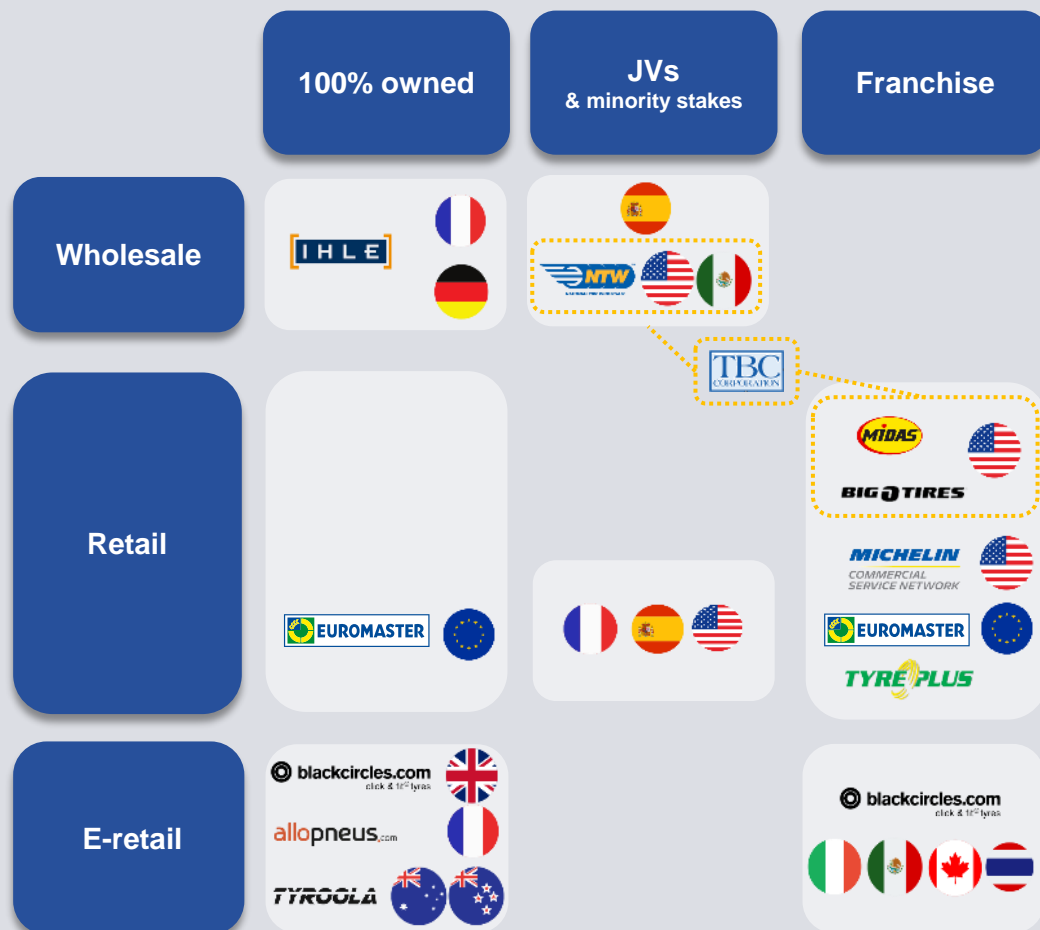 100% owned
JVs
& minority stakes
Franchise
Wholesale
[IHLE]
NTW
TBC
CORPORATION
MIDAS
BIG O TIRES
Retail
MICHELIN
COMMERCIAL
SERVICE NETWORK
EUROMASTER
EUROMASTER
TYREPLUS
E-retail
blackcircles.com
click & fit tyres
allopneus.com
TYROOLA
blackcircles.com
click & fit tyres